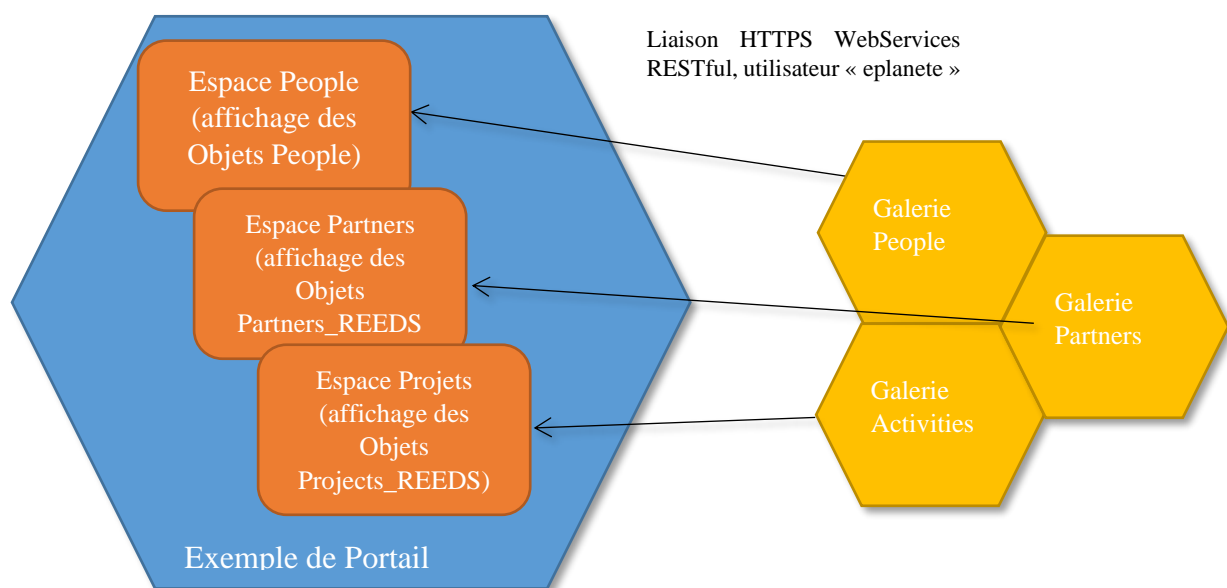 Liaison HTTPS WebServices
RESTful, utilisateur « eplanete »
Espace People
(affichage des
Objets People)
Espace Partners
(affichage des
Objets
Partners_REEDS
Espace Projets
(affichage des
Objets
Projects_REEDS)
Exemple de Portail
Galerie
People
Galerie
Partners
Galerie
Activities